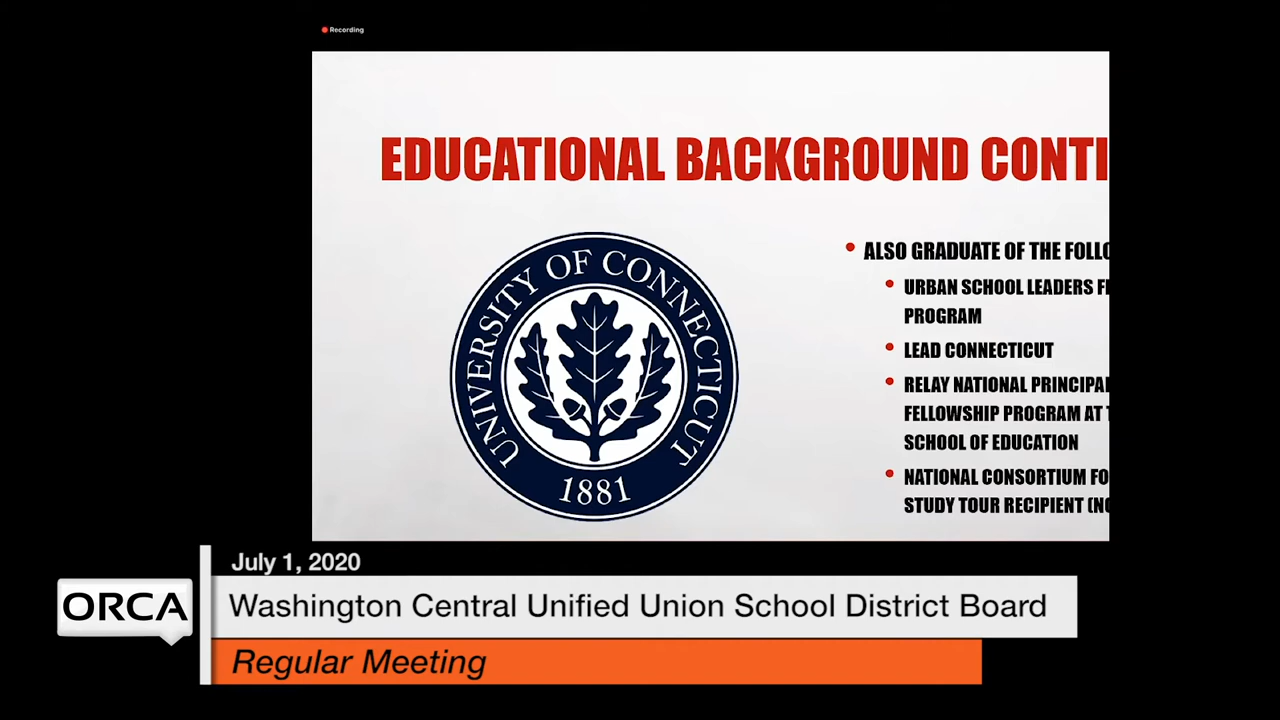 Recording
EDUCATIONAL BACKGROUND CONTI
UNIVERSITY OF CONNECTICUT
1881
ALSO GRADUATE OF THE FOLLO
URBAN SCHOOL LEADERS
PROGRAM
LEAD CONNECTICUT
RELAY NATIONAL PRINCIPAL
FELLOWSHIP PROGRAM AT
SCHOOL OF EDUCATION
NATIONAL CONSORTIUM FO
STUDY TOUR RECIPIENT
July 1, 2020
ORCA
Washington Central Unified Union School District Board
Regular Meeting